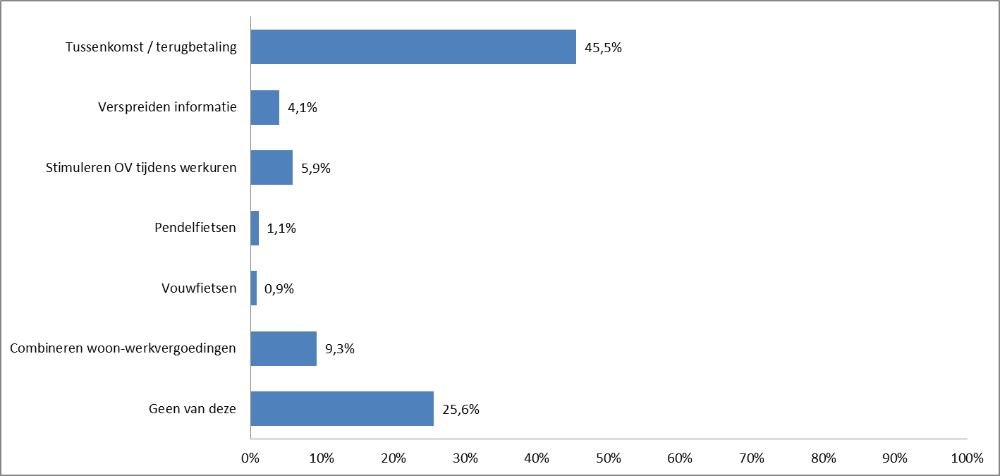 Tussenkomst / terugbetaling 45,5%
Verspreiden informatie 4,1%
Stimuleren OV tijdens werkuren 5,9%
Pendelfietsen 1,1%
Vouwfietsen 0,9%
Combineren woon-werkvergoedingen 9,3%
Geen van deze 25,6%
0% 10% 20% 30% 40% 50% 60% 70% 80% 90% 100%